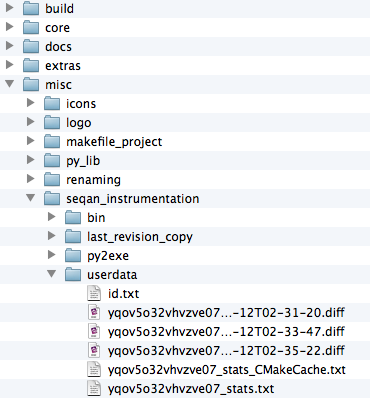 build
core
docs
extras
misc
icons
logo
makefile_project
py_lib
renaming
seqan_instrumentation
bin
last_revision_copy
py2exe
userdata
id.txt
yqov5o32vhvzve07...-12T02-31-20.diff
yqov5o32vhvzve07...-12T02-33-47.diff
yqov5o32vhvzve07...-12T02-35-22.diff
yqov5o32vhvzve07_stats_CMakeCache.txt
yqov5o32vhvzve07_stats.txt